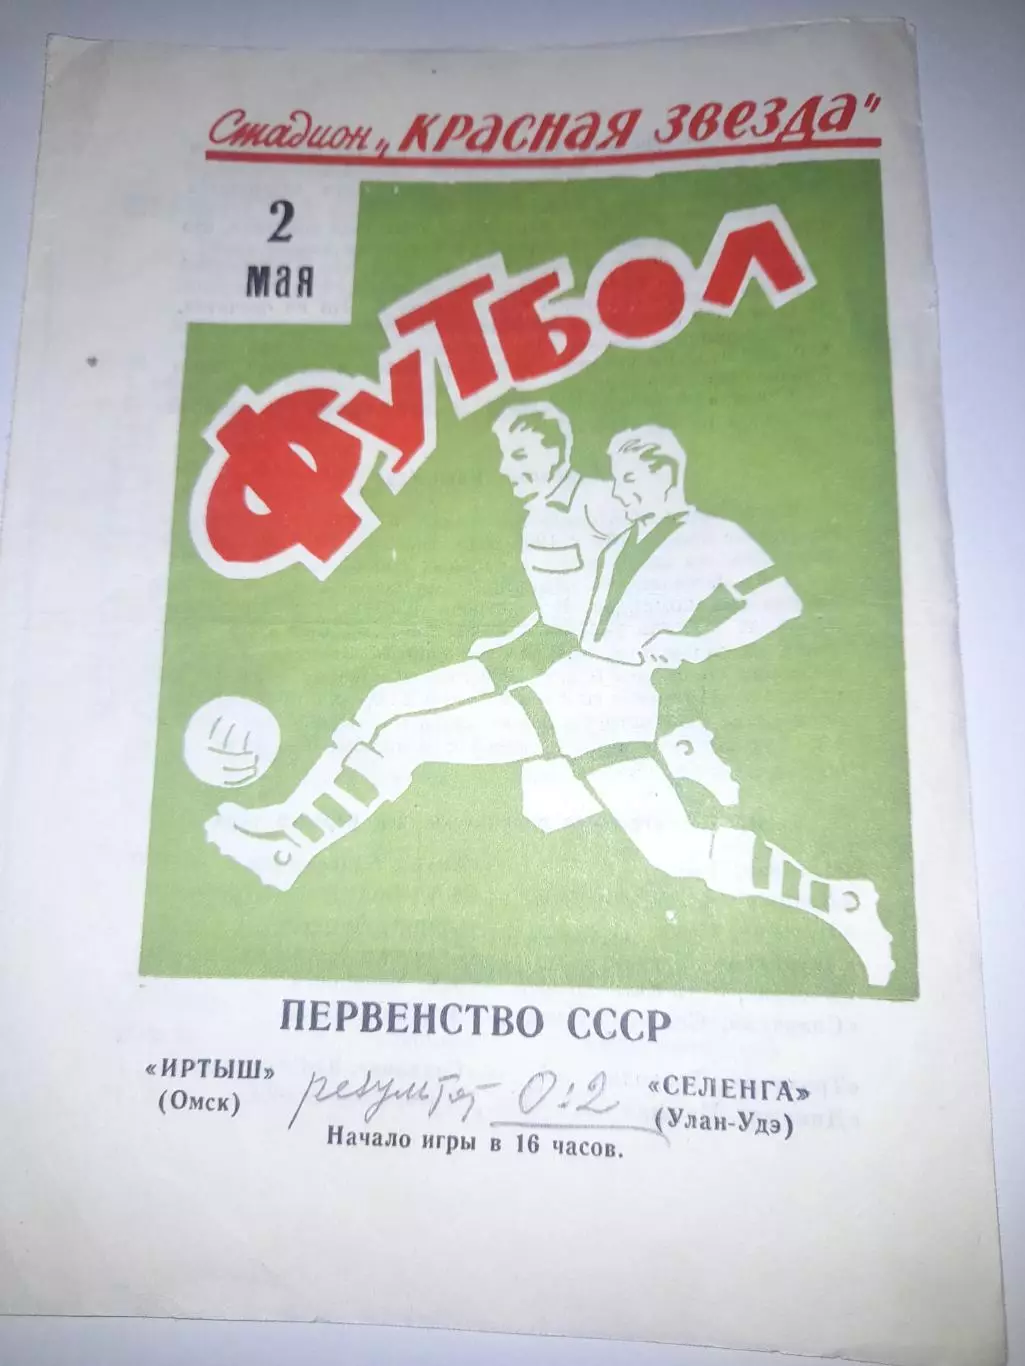 Стадион „КРАСНАЯ ЗВЕЗДА"
2
МАЯ
ФУТБОЛ
ПЕРВЕНСТВО СССР
«ИРТЫШ» результат 0:2 «СЕЛЕНГА»
(Омск) (Улан-Удэ)
Начало игры в 16 часов.